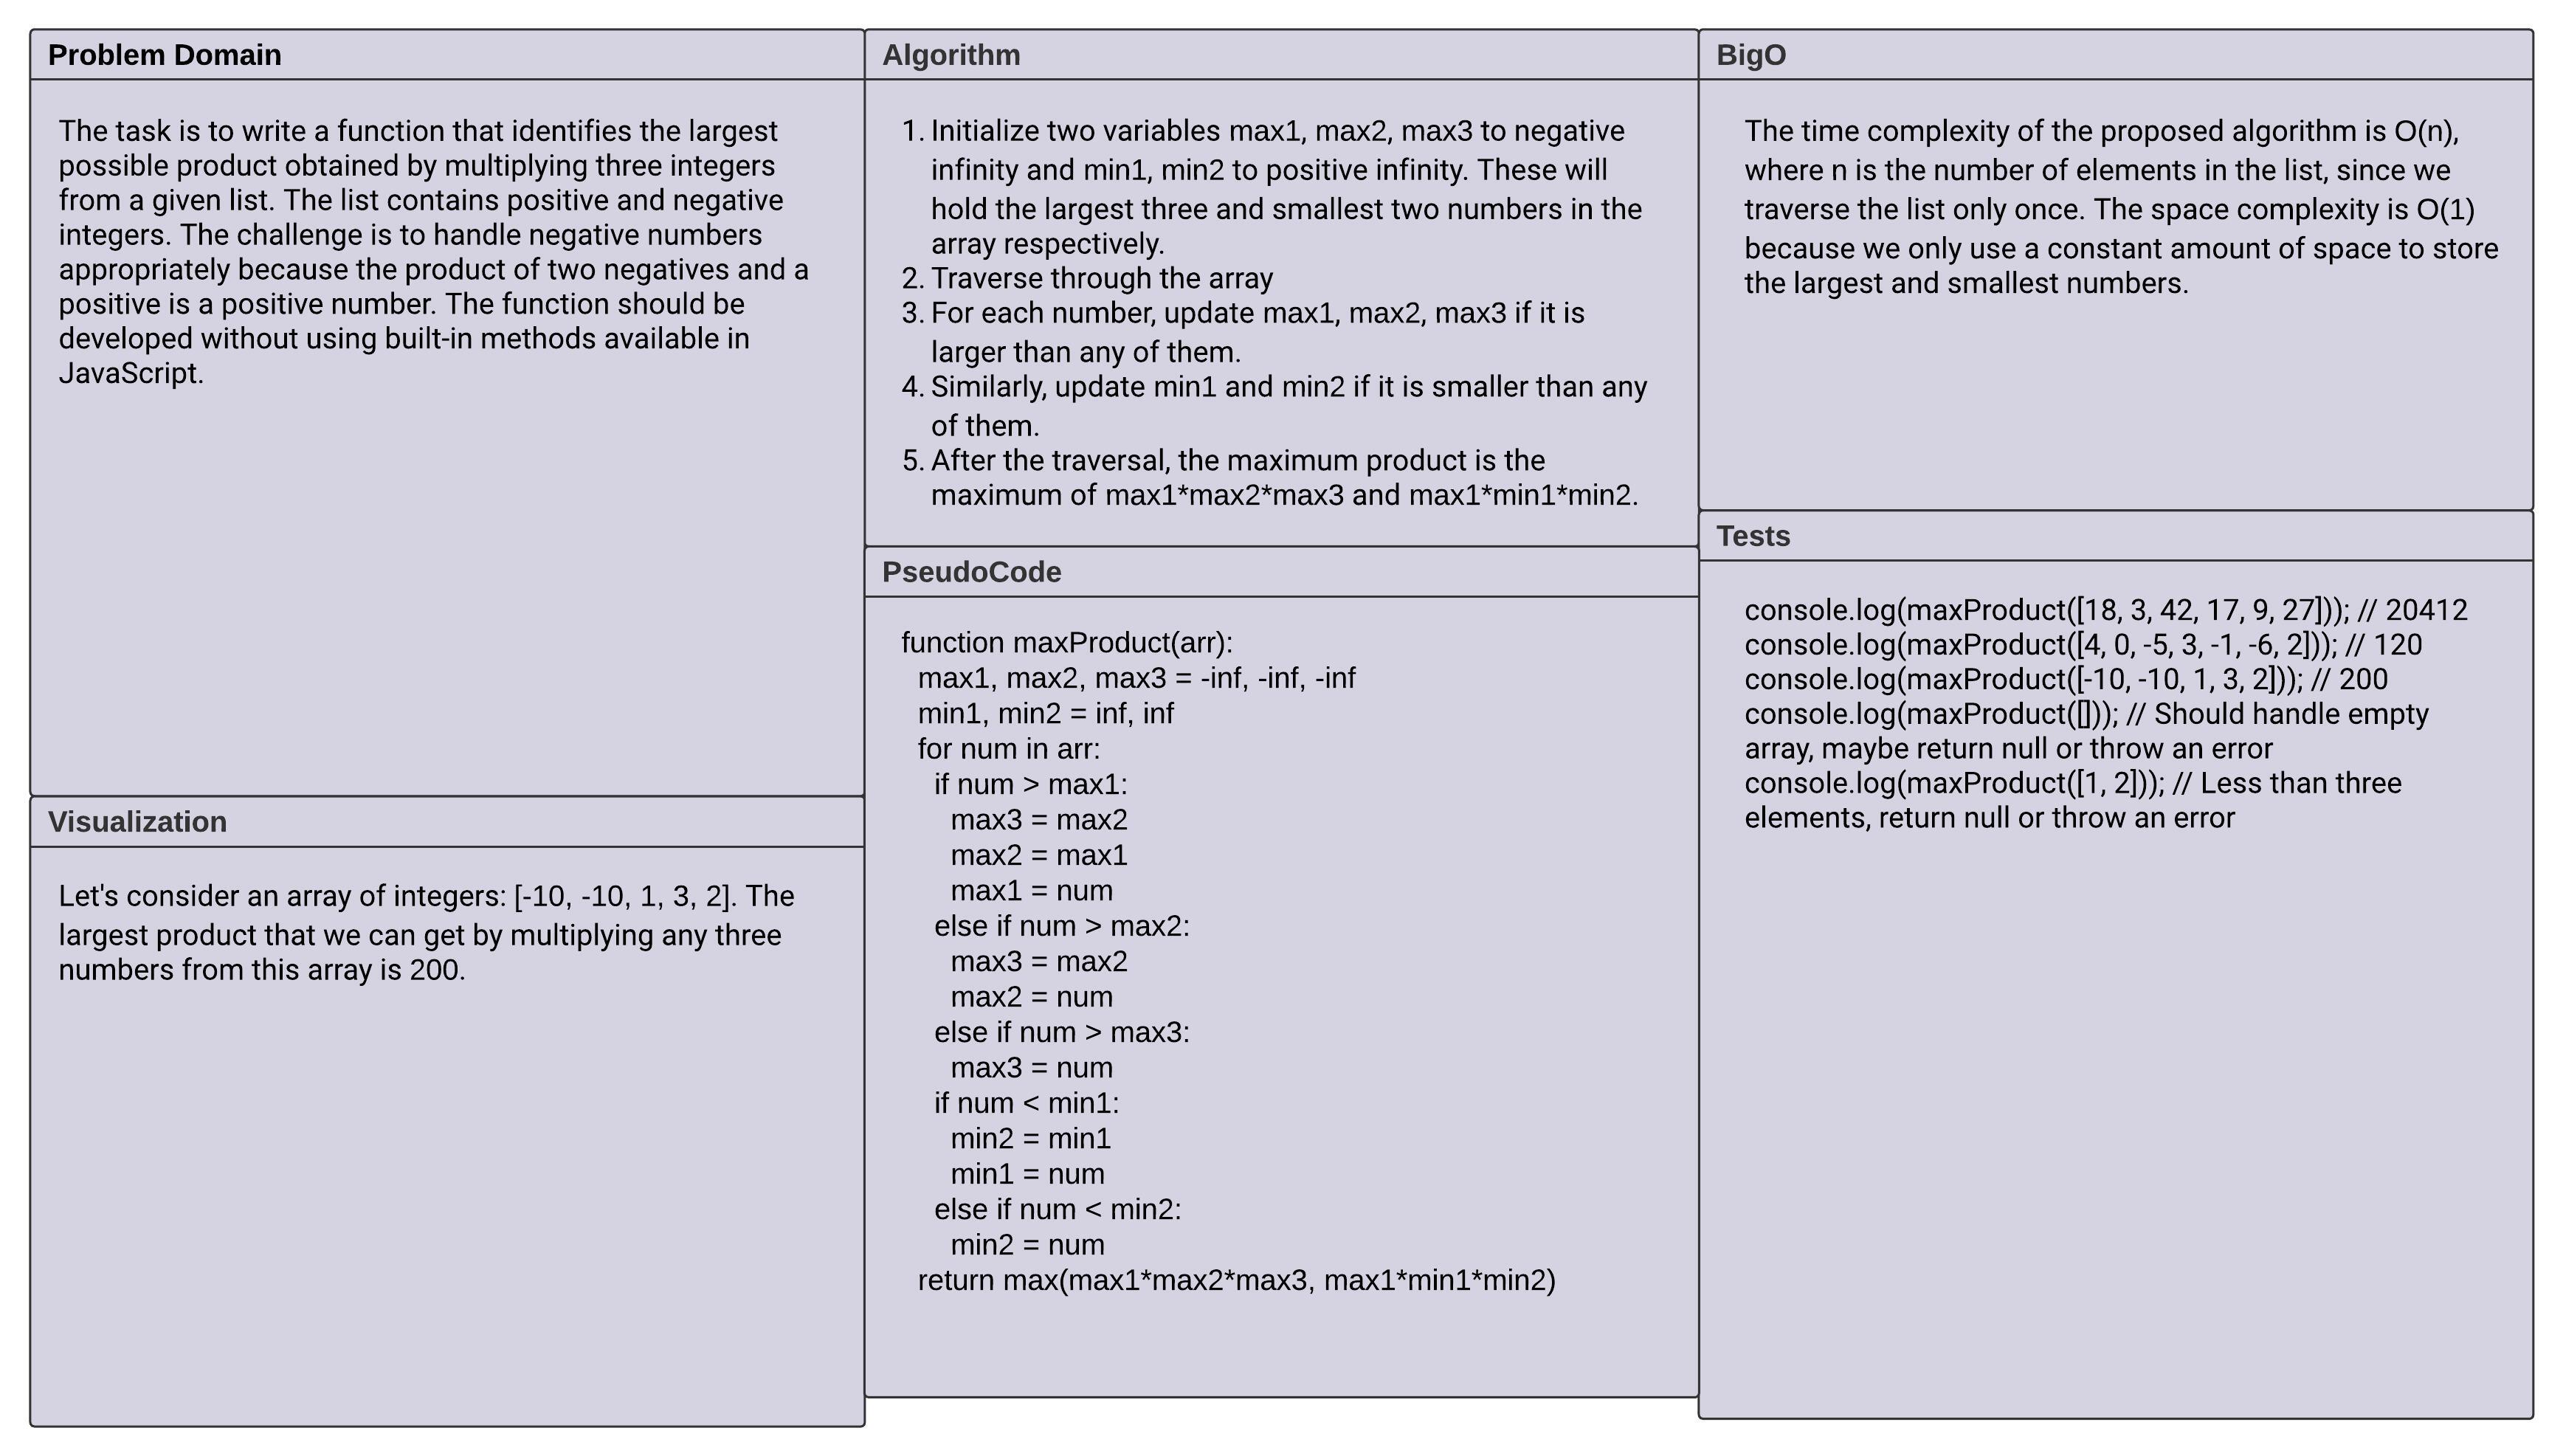 Problem Domain
The task is to write a function that identifies the largest
possible product obtained by multiplying three integers
from a given list. The list contains positive and negative
integers. The challenge is to handle negative numbers
appropriately because the product of two negatives and a
positive is a positive number. The function should be
developed without using built-in methods available in
JavaScript.
Visualization
Let's consider an array of integers: [-10, -10, 1, 3, 2]. The
largest product that we can get by multiplying any three
numbers from this array is 200.
Algorithm
1. Initialize two variables max1, max2, max3 to negative
infinity and min1, min2 to positive infinity. These will
hold the largest three and smallest two numbers in the
array respectively.
2. Traverse through the array
3. For each number, update max1, max2, max3 if it is
larger than any of them.
4. Similarly, update min1 and min2 if it is smaller than any
of them.
5. After the traversal, the maximum product is the
maximum of max1*max2*max3 and max1*min1*min2.
PseudoCode
function maxProduct(arr):
max1, max2, max3 = -inf, -inf, -inf
min1, min2 = inf, inf
for num in arr:
if num > max1:
max3 = max2
max2 = max1
max1 = num
else if num > max2:
max3 = max2
max2 = num
else if num > max3:
max3 = num
if num < min1:
min2 = min1
min1 = num
else if num < min2:
min2 = num
return max(max1*max2*max3, max1*min1*min2)
BigO
The time complexity of the proposed algorithm is O(n),
where n is the number of elements in the list, since we
traverse the list only once. The space complexity is O(1)
because we only use a constant amount of space to store
the largest and smallest numbers.
Tests
console.log(maxProduct([18, 3, 42, 17, 9, 27])); // 20412
console.log(maxProduct([4, 0, -5, 3, -1, -6, 2])); // 120
console.log(maxProduct([-10, -10, 1, 3, 2])); // 200
console.log(maxProduct([])); // Should handle empty
array, maybe return null or throw an error
console.log(maxProduct([1, 2])); // Less than three
elements, return null or throw an error